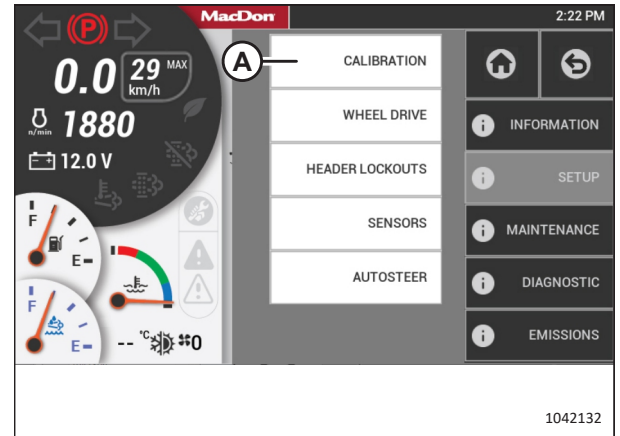 MacDon
2:22 PM
P
0.0
29 MAX
km/h
n/min 1880
12.0 V
F
E
F
E
-- °C
0
A
CALIBRATION
WHEEL DRIVE
HEADER LOCKOUTS
SENSORS
AUTOSTEER
i INFORMATION
i SETUP
i MAINTENANCE
i DIAGNOSTIC
i EMISSIONS
1042132